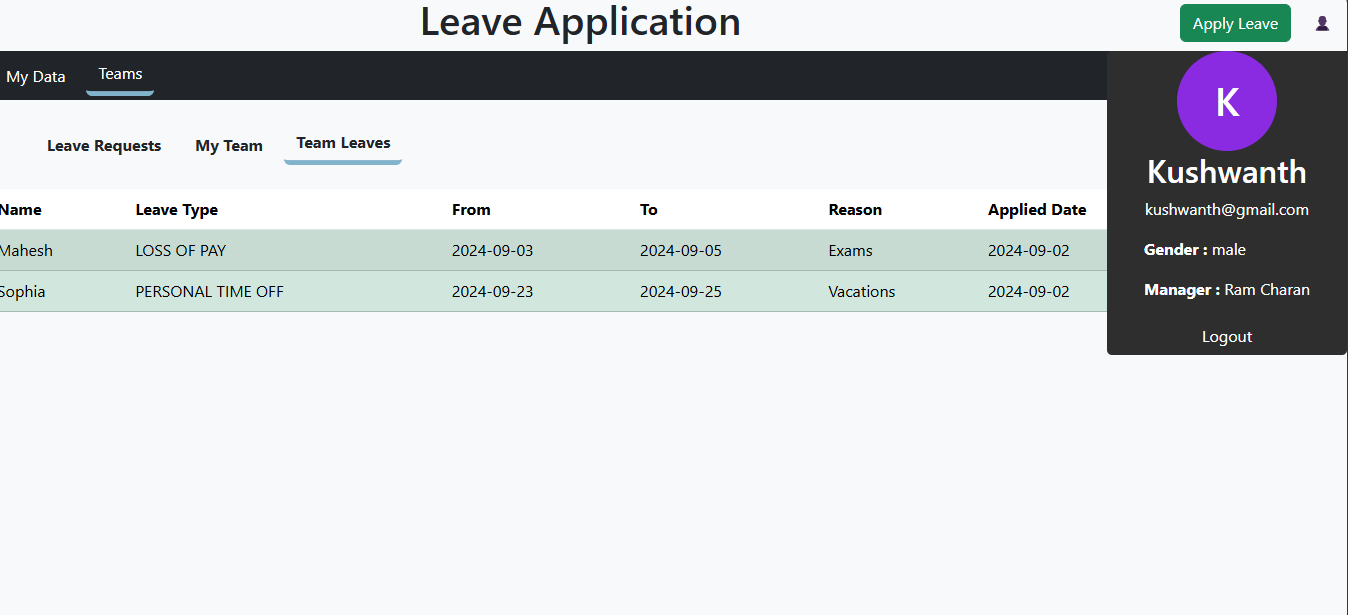 Leave Application
Apply Leave
My Data Teams
Leave Requests My Team Team Leaves
Name Leave Type From To Reason Applied Date
Mahesh LOSS OF PAY 2024-09-03 2024-09-05 Exams 2024-09-02
Sophia PERSONAL TIME OFF 2024-09-23 2024-09-25 Vacations 2024-09-02
K
Kushwanth
kushwanth@gmail.com
Gender : male
Manager : Ram Charan
Logout